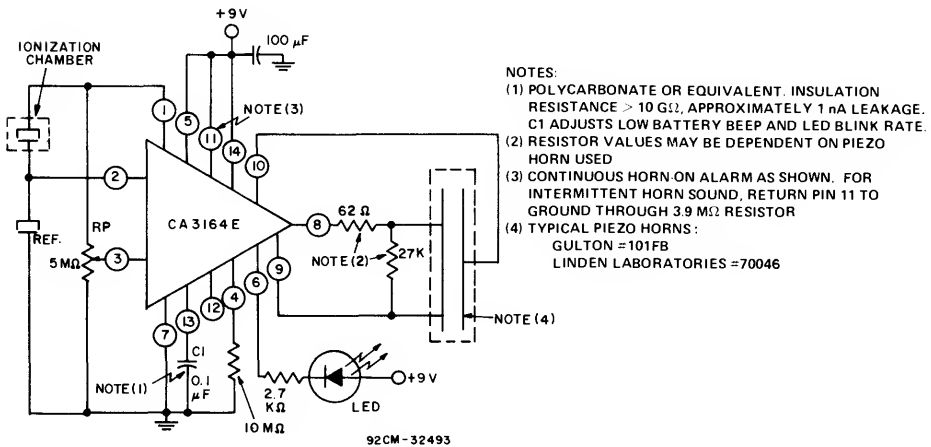 +9V
100 µF
IONIZATION
CHAMBER
NOTE(3)
1
5
11
14
10
2
CA3164E
8
62 Ω
REF.
RP
5MΩ
3
NOTE(2)
27K
7
13
12
4
6
9
NOTE(4)
C1
NOTE(1)
0.1
µF
2.7
KΩ
+9V
LED
10MΩ
92CM-32493
NOTES:
(1) POLYCARBONATE OR EQUIVALENT. INSULATION
RESISTANCE > 10 GΩ, APPROXIMATELY 1 nA LEAKAGE.
C1 ADJUSTS LOW BATTERY BEEP AND LED BLINK RATE.
(2) RESISTOR VALUES MAY BE DEPENDENT ON PIEZO
HORN USED
(3) CONTINUOUS HORN-ON ALARM AS SHOWN. FOR
INTERMITTENT HORN SOUND, RETURN PIN 11 TO
GROUND THROUGH 3.9 MΩ RESISTOR
(4) TYPICAL PIEZO HORNS:
GULTON =101FB
LINDEN LABORATORIES =70046